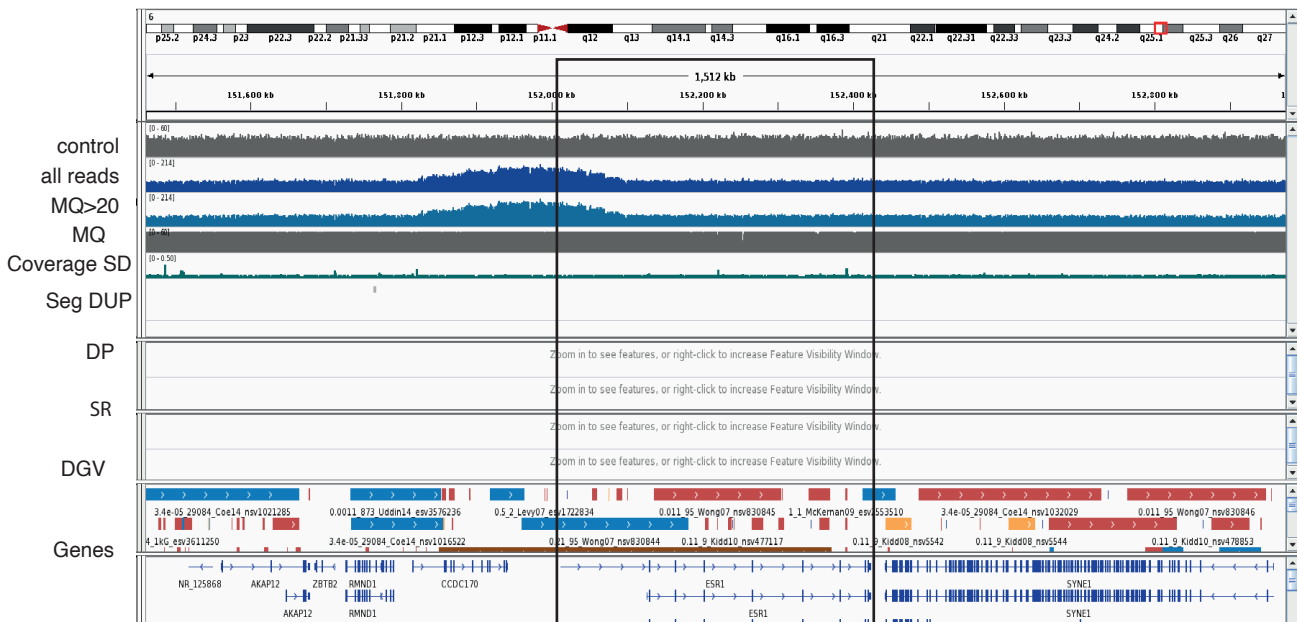 6
p25.2 p24.3 p23 p22.3 p22.2 p21.33 p21.2 p21.1 p12.3 p12.1 p11.1 q12 q13 q14.1 q14.3 q16.1 q16.3 q21 q22.1 q22.31 q22.33 q23.3 q24.2 q25.1 q25.3 q26 q27
1,512 kb
151,600 kb 151,800 kb 152,000 kb 152,200 kb 152,400 kb 152,600 kb 152,800 kb 1
control [0 - 60]
all reads [0 - 214]
MQ>20 [0 - 214]
MQ [0 - 60]
Coverage SD [0 - 0.50]
Seg DUP
DP
Zoom in to see features, or right-click to increase Feature Visibility Window.
Zoom in to see features, or right-click to increase Feature Visibility Window.
SR
Zoom in to see features, or right-click to increase Feature Visibility Window.
Zoom in to see features, or right-click to increase Feature Visibility Window.
DGV
3.4e-05_29084_Coe14_nsv1021285 0.0011_873_Uddin14_esv3576236 0.5_2_Levy07_esv1722834 0.011_95_Wong07_nsv830845 1_1_McKernan09_esv3553510 3.4e-05_29084_Coe14_nsv1032029 0.011_95_Wong07_nsv830846
4_1kG_esv3611250 3.4e-05_29084_Coe14_nsv1016522 0.21_95_Wong07_nsv830844 0.11_9_Kidd10_nsv477117 0.11_9_Kidd08_nsv5542 0.11_9_Kidd08_nsv5544 0.11_9_Kidd10_nsv478853
Genes
NR_125868 AKAP12 ZBTB2 RMND1 CCDC170 ESR1 SYNE1
AKAP12 RMND1 ESR1 SYNE1